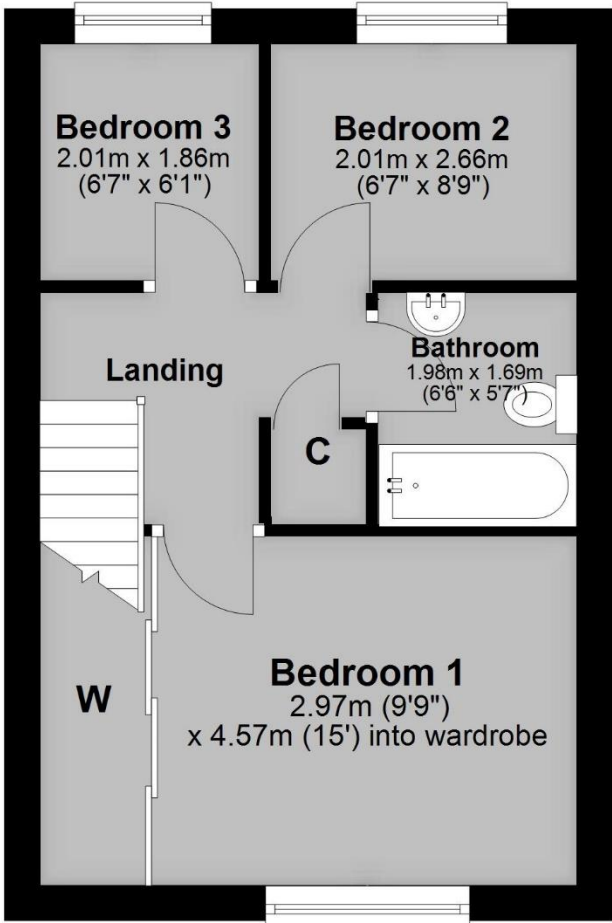 Bedroom 3
2.01m x 1.86m
(6'7" x 6'1")
Bedroom 2
2.01m x 2.66m
(6'7" x 8'9")
Landing
Bathroom
1.98m x 1.69m
(6'6" x 5'7")
C
W
Bedroom 1
2.97m (9'9")
x 4.57m (15') into wardrobe